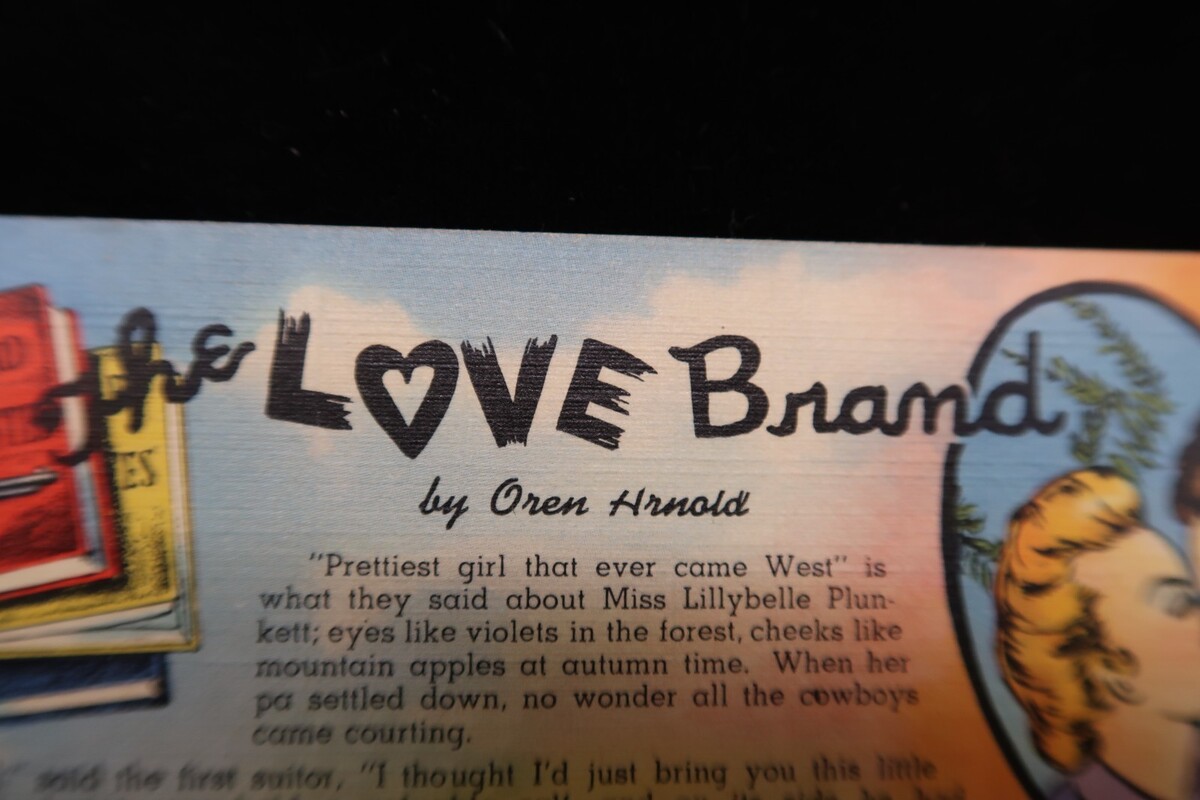 the LOVE Brand
by Oren Arnold
"Prettiest girl that ever came West" is
what they said about Miss Lillybelle Plun-
kett; eyes like violets in the forest, cheeks like
mountain apples at autumn time. When her
pa settled down, no wonder all the cowboys
came courting.
said the first suitor, "I thought I'd just bring you this little
ES